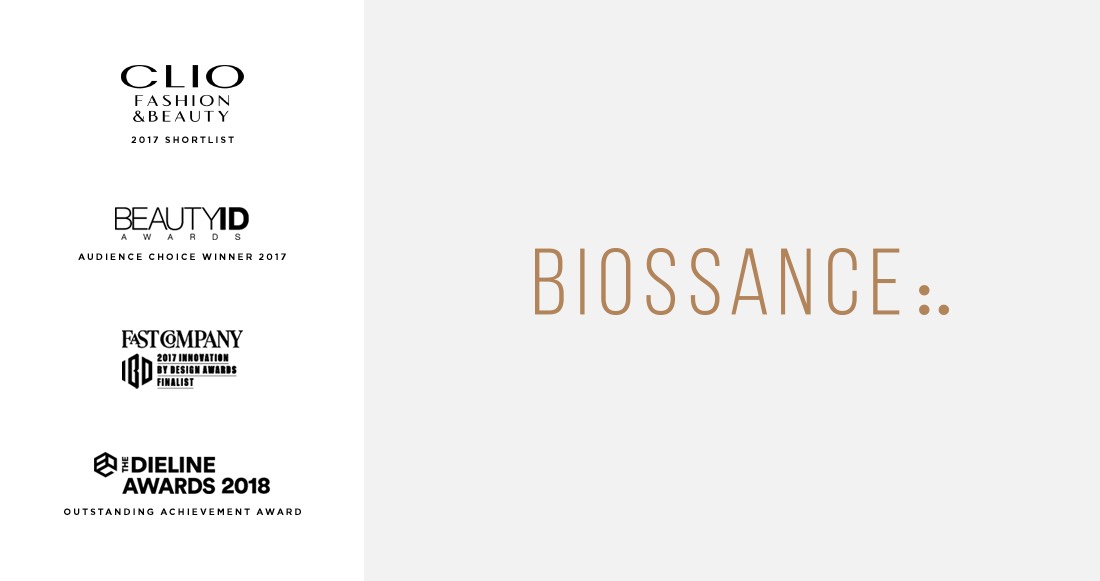 CLIO
FASHION
&BEAUTY
2017 SHORTLIST
BEAUTYID
AWARDS
AUDIENCE CHOICE WINNER 2017
FAST COMPANY
IBD
2017 INNOVATION
BY DESIGN AWARDS
FINALIST
THE DIELINE
AWARDS 2018
OUTSTANDING ACHIEVEMENT AWARD
BIOSSANCE:.